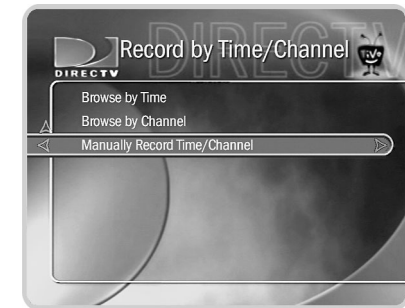 DIRECTV
Record by Time/Channel
TiVo
DIRECTV
Browse by Time
Browse by Channel
Manually Record Time/Channel